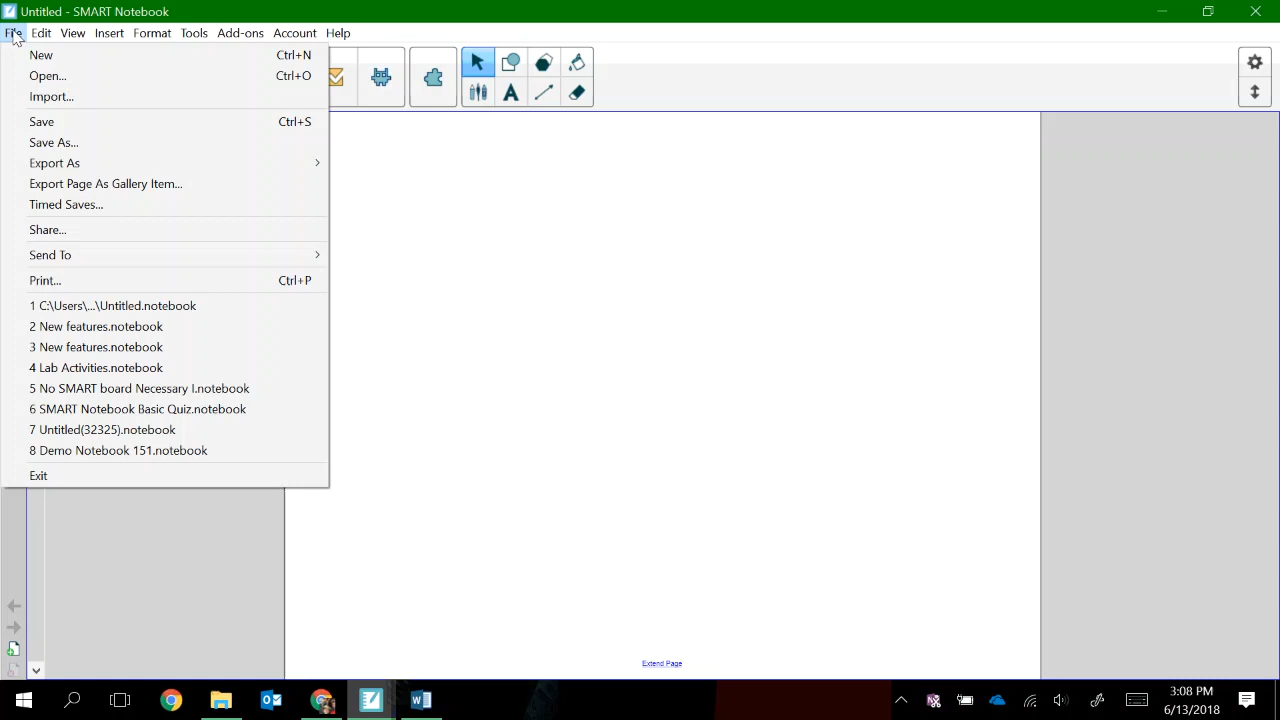 Untitled - SMART Notebook
File Edit View Insert Format Tools Add-ons Account Help
New Ctrl+N
Open... Ctrl+O
Import...
Save Ctrl+S
Save As...
Export As
Export Page As Gallery Item...
Timed Saves...
Share...
Send To
Print... Ctrl+P
1 C:\Users\...\Untitled.notebook
2 New features.notebook
3 New features.notebook
4 Lab Activities.notebook
5 No SMART board Necessary I.notebook
6 SMART Notebook Basic Quiz.notebook
7 Untitled(32325).notebook
8 Demo Notebook 151.notebook
Exit
Extend Page
3:08 PM
6/13/2018